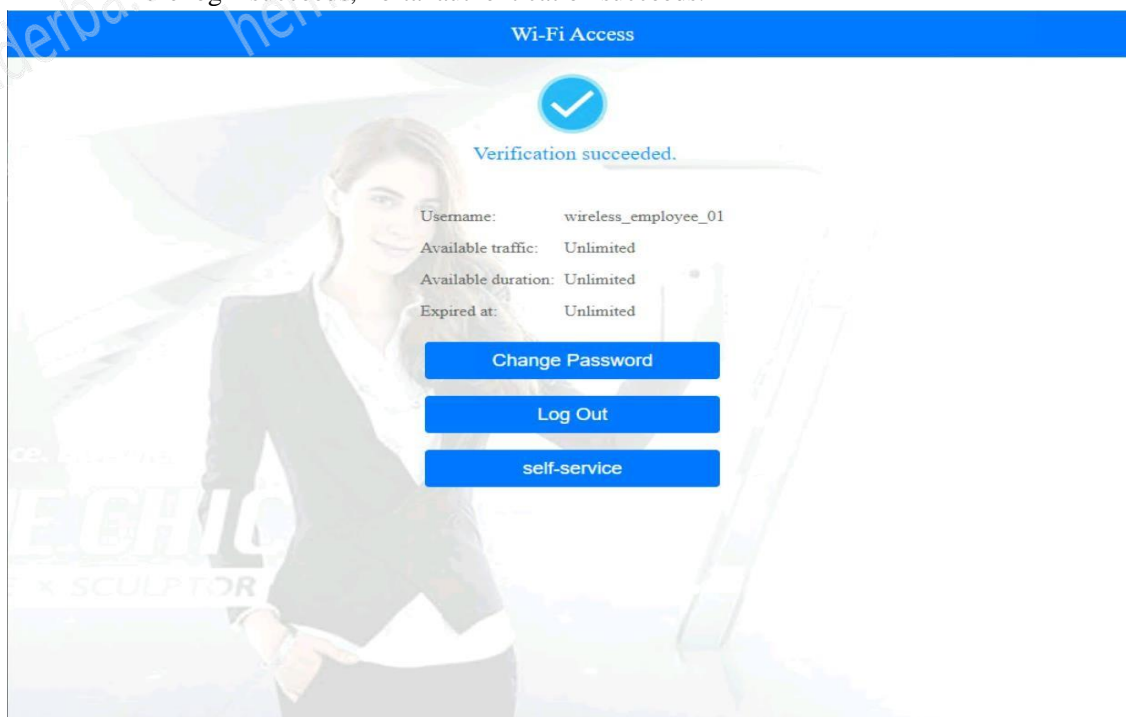 Wi-Fi Access
Verification succeeded.
Username: wireless_employee_01
Available traffic: Unlimited
Available duration: Unlimited
Expired at: Unlimited
Change Password
Log Out
self-service
SCULPTOR